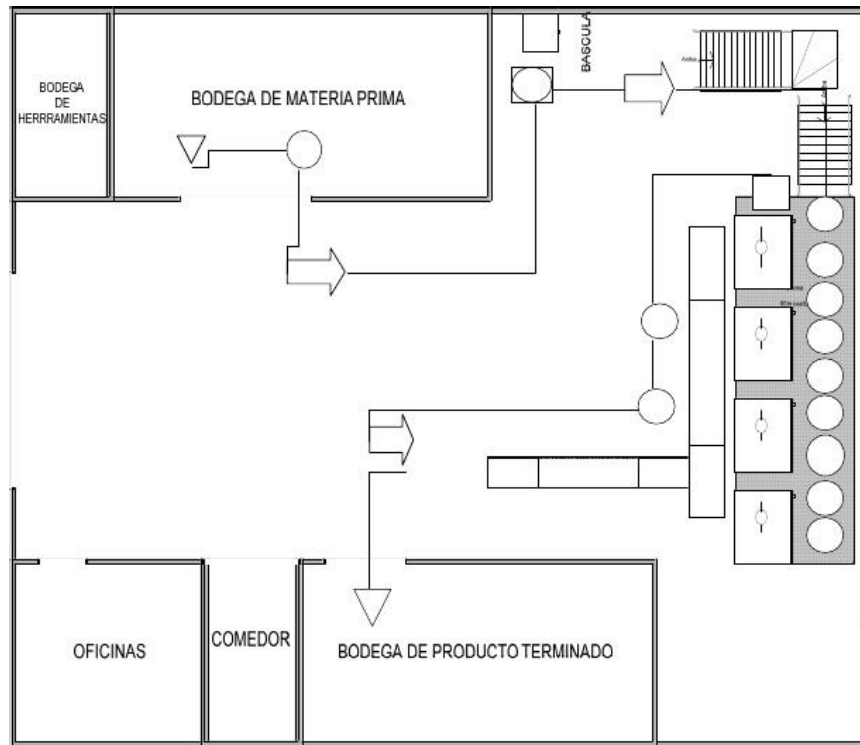 BODEGA
DE
HERRRAMIENTAS
BODEGA DE MATERIA PRIMA
BASCULA
OFICINAS
COMEDOR
BODEGA DE PRODUCTO TERMINADO